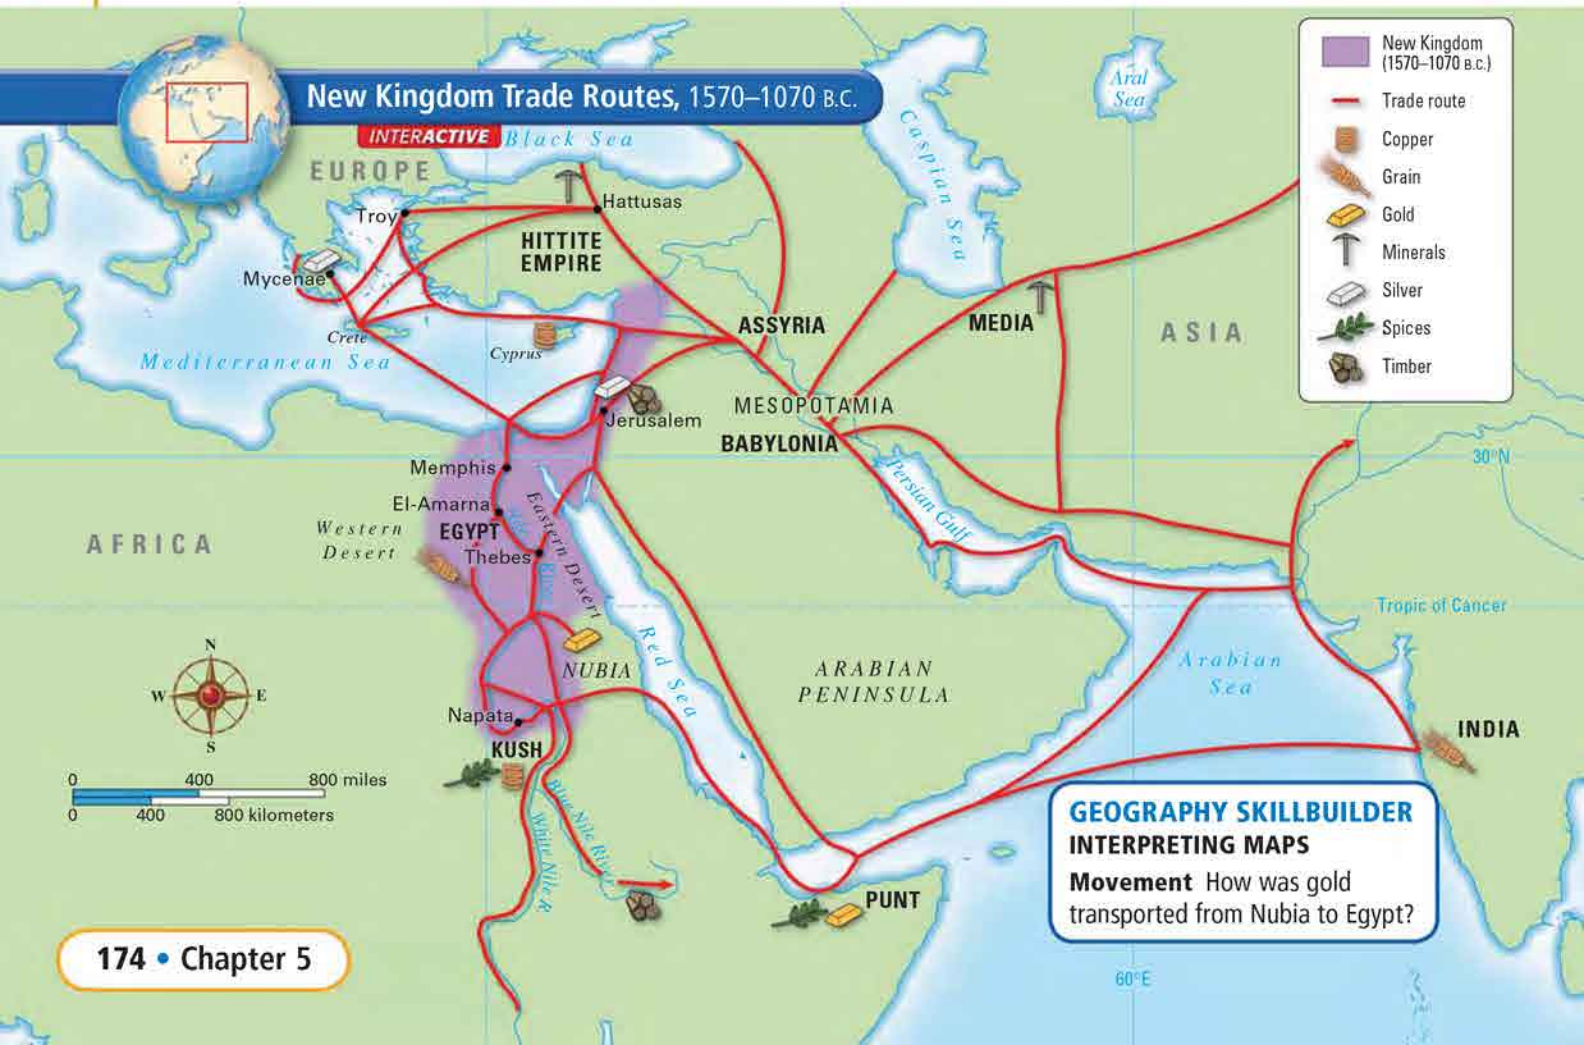 New Kingdom Trade Routes, 1570–1070 B.C.
INTERACTIVE
Black Sea
EUROPE
Caspian Sea
Aral
Sea
New Kingdom
(1570–1070 B.C.)
Trade route
Copper
Grain
Gold
Minerals
Silver
Spices
Timber
Troy
Hattusas
HITTITE
EMPIRE
Mycenae
Crete
Mediterranean Sea
Cyprus
ASSYRIA
MEDIA
ASIA
MESOPOTAMIA
BABYLONIA
Jerusalem
Memphis
El-Amarna
EGYPT
Thebes
Nile
River
Eastern Desert
Western
Desert
AFRICA
Persian Gulf
30°N
Tropic of Cancer
Red Sea
NUBIA
ARABIAN
PENINSULA
Arabian
Sea
INDIA
N
W
E
S
Napata
KUSH
0 400 800 miles
0 400 800 kilometers
Blue Nile River
White Nile R
PUNT
GEOGRAPHY SKILLBUILDER
INTERPRETING MAPS
Movement How was gold
transported from Nubia to Egypt?
60°E
174 • Chapter 5